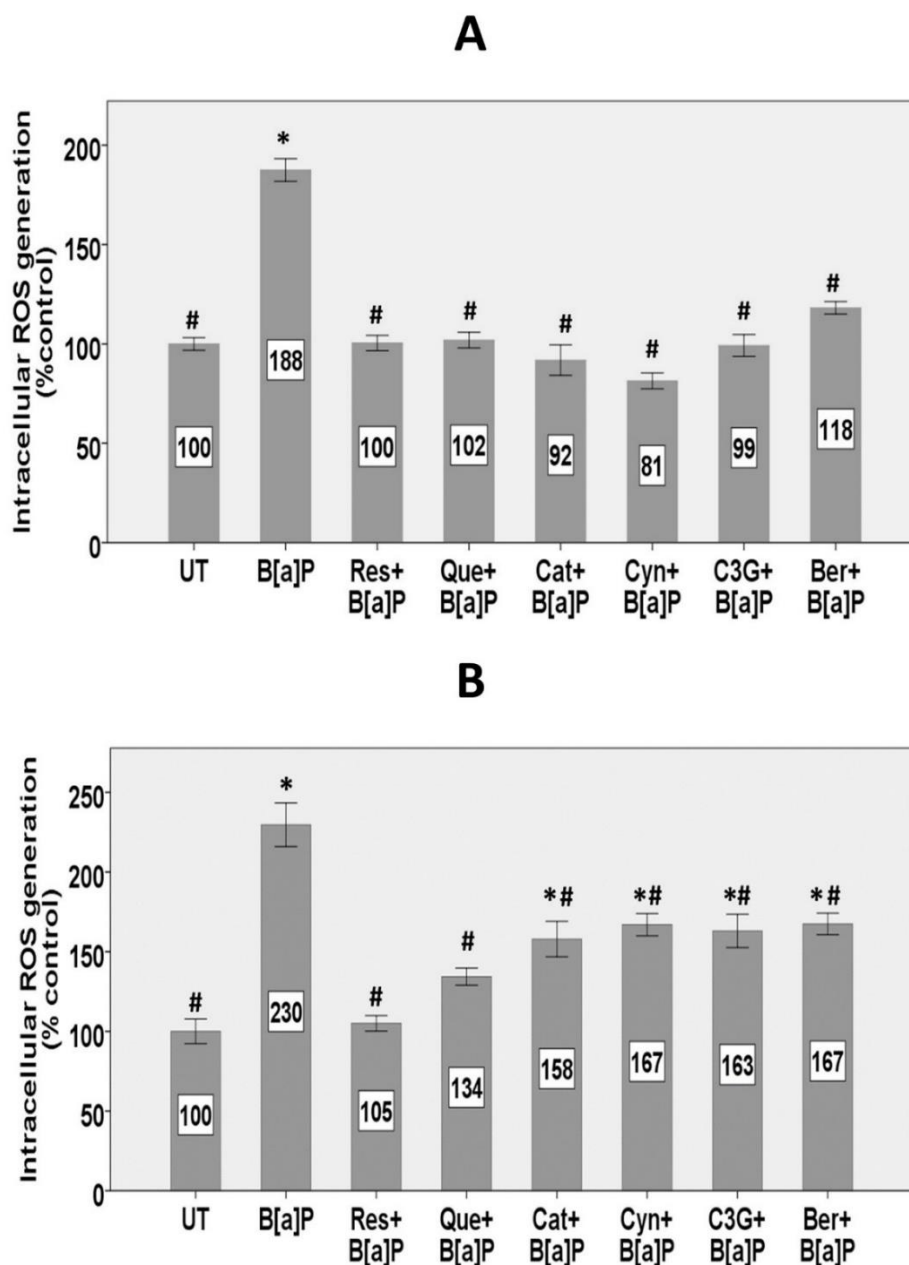 A
Intracellular ROS generation
(%control)
200
150
100
50
0
*
#
#
#
#
#
#
#
188
100
100
102
92
81
99
118
UT
B[a]P
Res+
B[a]P
Que+
B[a]P
Cat+
B[a]P
Cyn+
B[a]P
C3G+
B[a]P
Ber+
B[a]P
B
Intracellular ROS generation
(% control)
250
200
150
100
50
0
*
#
#
#
*#
*#
*#
*#
230
100
105
134
158
167
163
167
UT
B[a]P
Res+
B[a]P
Que+
B[a]P
Cat+
B[a]P
Cyn+
B[a]P
C3G+
B[a]P
Ber+
B[a]P